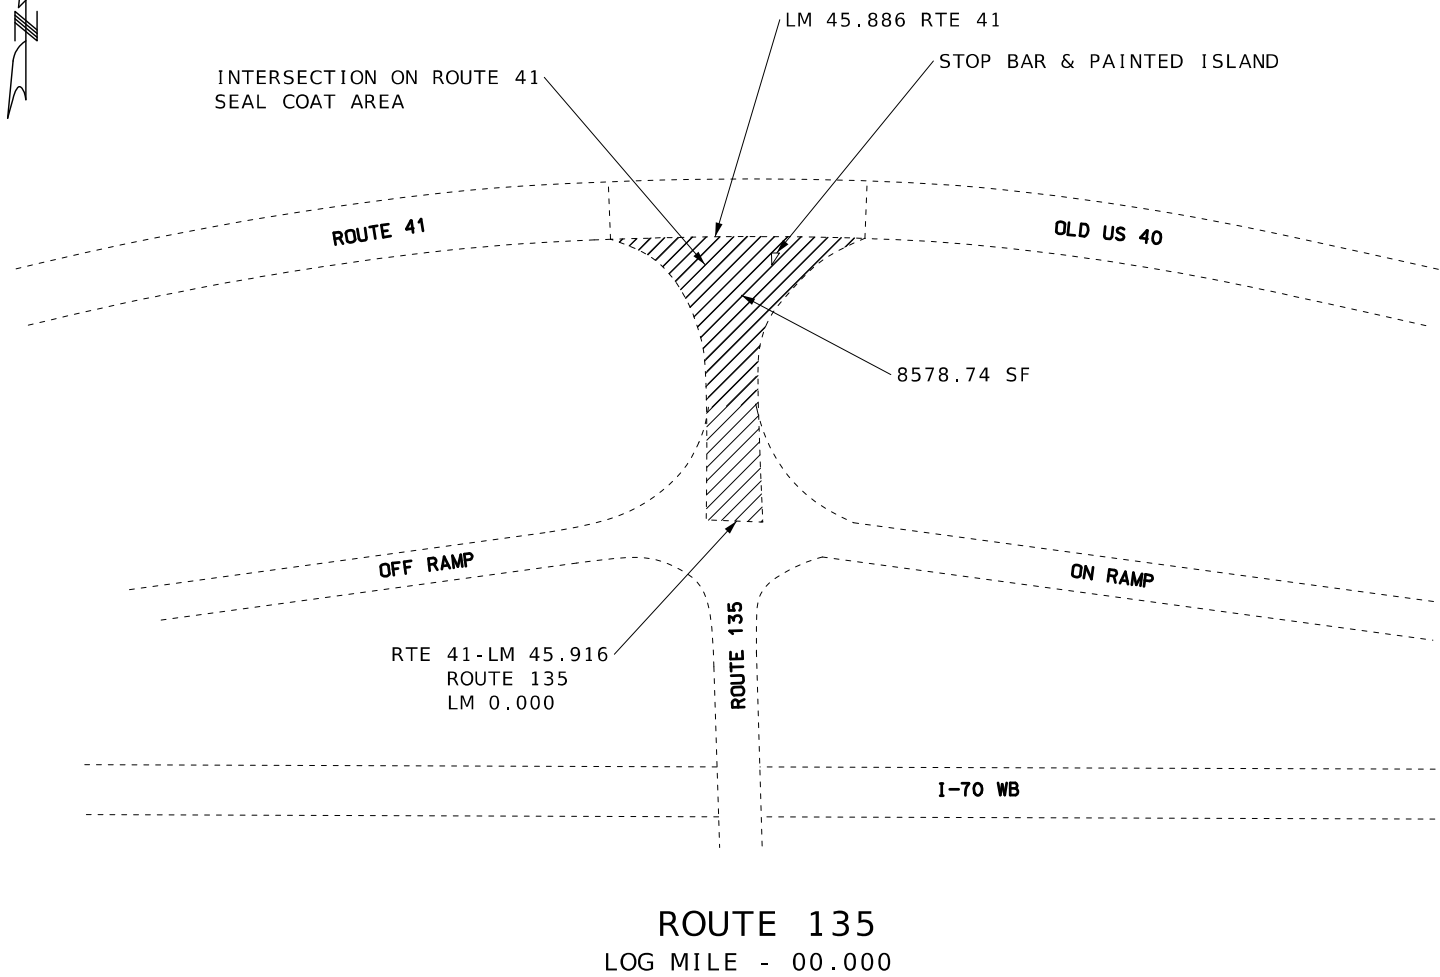 N
LM 45.886 RTE 41
STOP BAR & PAINTED ISLAND
INTERSECTION ON ROUTE 41
SEAL COAT AREA
ROUTE 41
OLD US 40
8578.74 SF
OFF RAMP
ON RAMP
RTE 41-LM 45.916
ROUTE 135
LM 0.000
ROUTE 135
I-70 WB
ROUTE 135
LOG MILE - 00.000